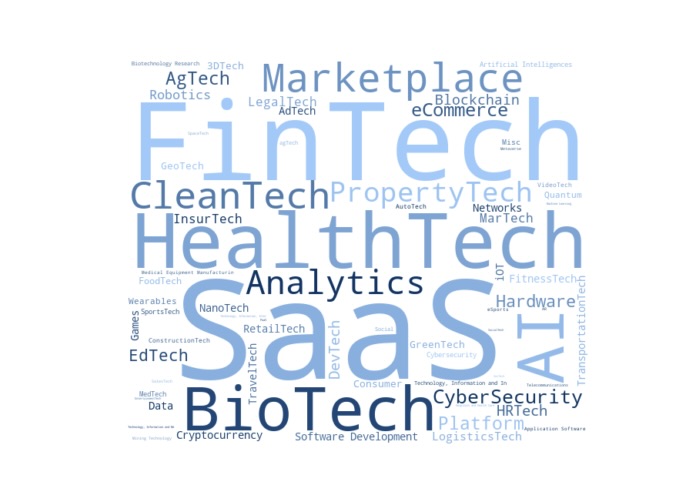 Biotechnology Research
3DTech
Artificial Intelligences
AgTech
Marketplace
Robotics
LegalTech
Blockchain
AdTech
eCommerce
FinTech
SpaceTech
agTech
Misc
Metaverse
GeoTech
CleanTech
PropertyTech
VideoTech
Quantum
AutoTech
Networks
InsurTech
MarTech
HealthTech
Medical Equipment Manufacturin
FoodTech
Analytics
iOT
FitnessTech
TransportationTech
Wearables
SportsTech
Games
NanoTech
SaaS
Hardware
eSports
AI
RetailTech
DevTech
Social
ConstructionTech
GreenTech
Cybersecurity
EdTech
TravelTech
Consumer
Technology, Information and In
Telecommunications
MedTech
Data
BioTech
CyberSecurity
HRTech
Platform
Application Software
Cryptocurrency
Software Development
LogisticsTech